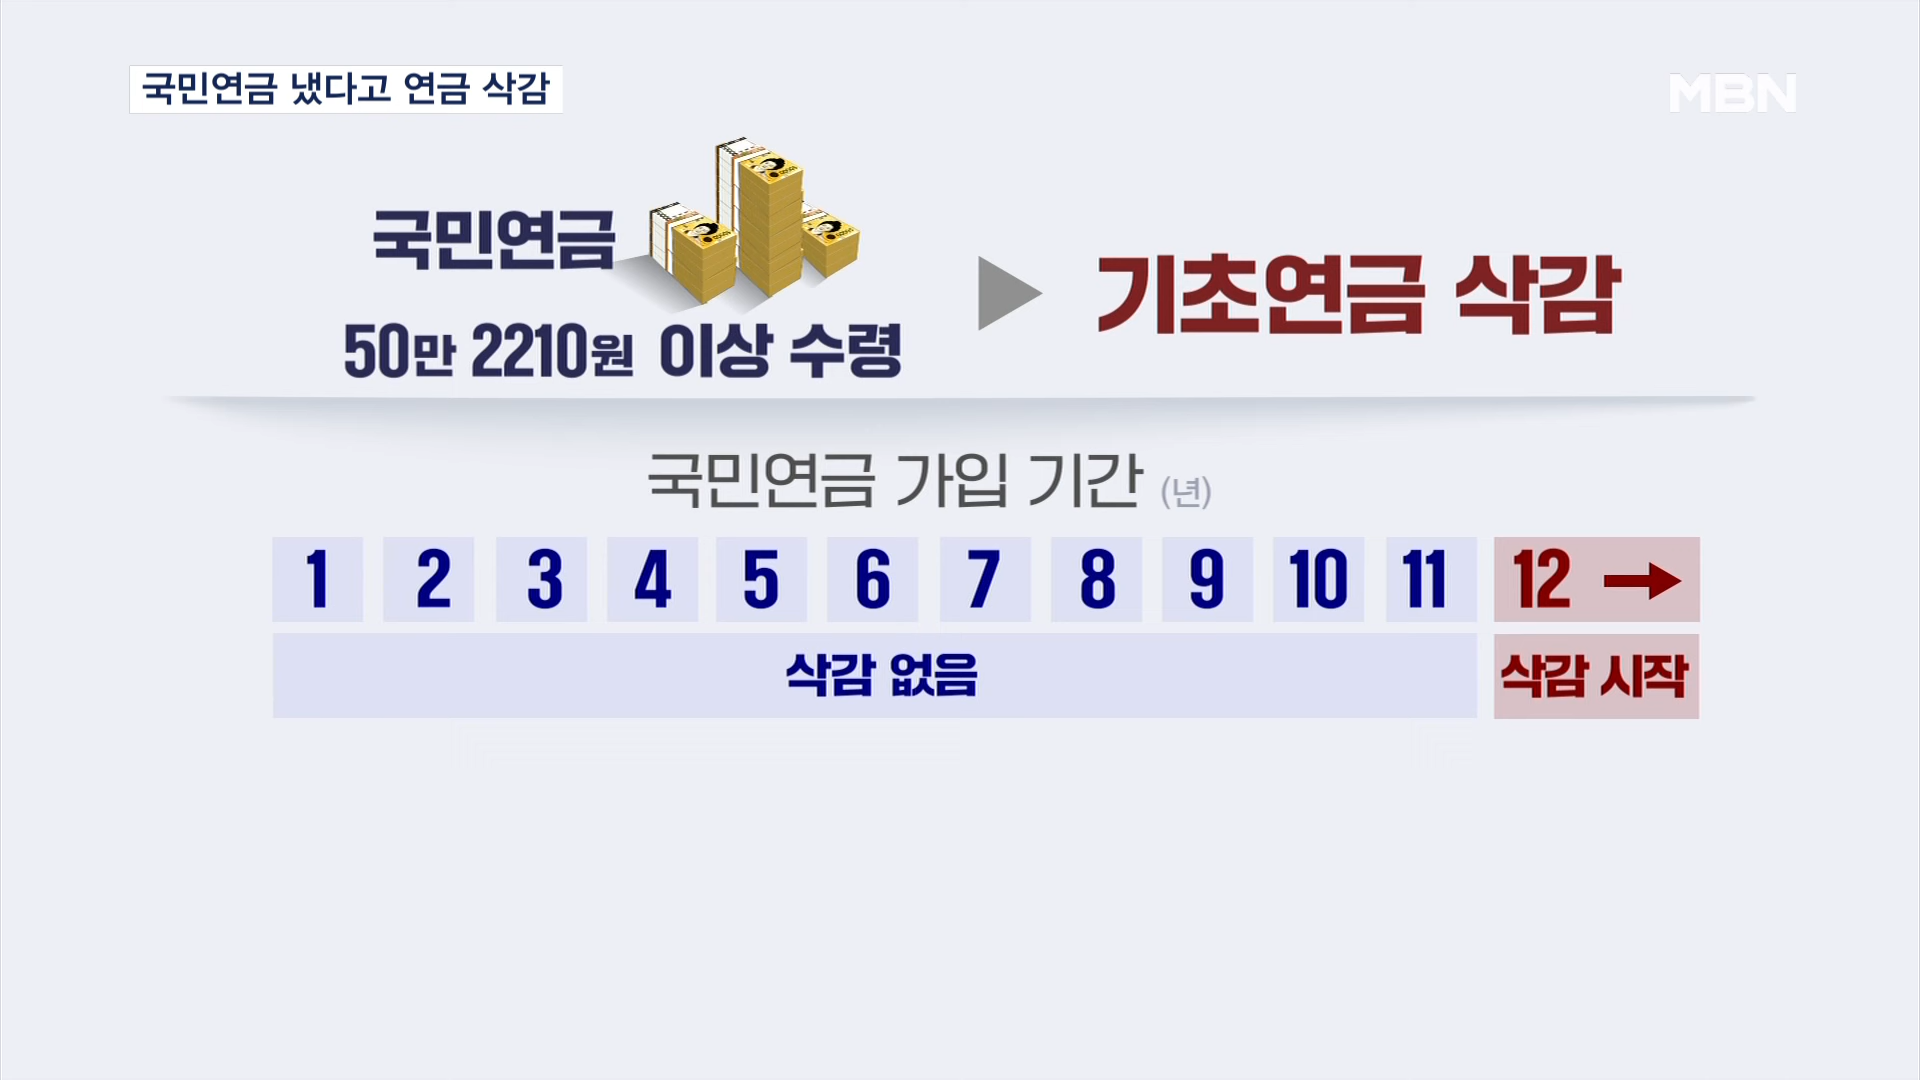 국민연금 냈다고 연금 삭감
MBN
국민연금
50만 2210원 이상 수령
기초연금 삭감
국민연금 가입 기간 (년)
1 2 3 4 5 6 7 8 9 10 11 12
삭감 없음 삭감 시작